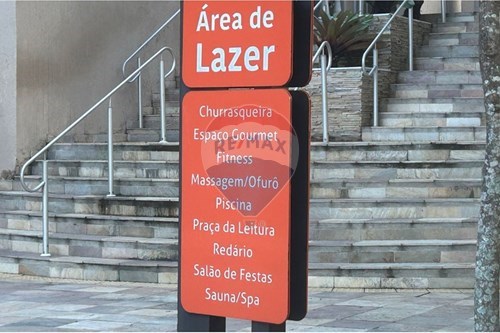 Área de
Lazer
Churrasqueira
Espaço Gourmet
Fitness
RE/MAX
Massagem/Ofurô
Piscina
Praça da Leitura
Redário
Salão de Festas
Sauna/Spa